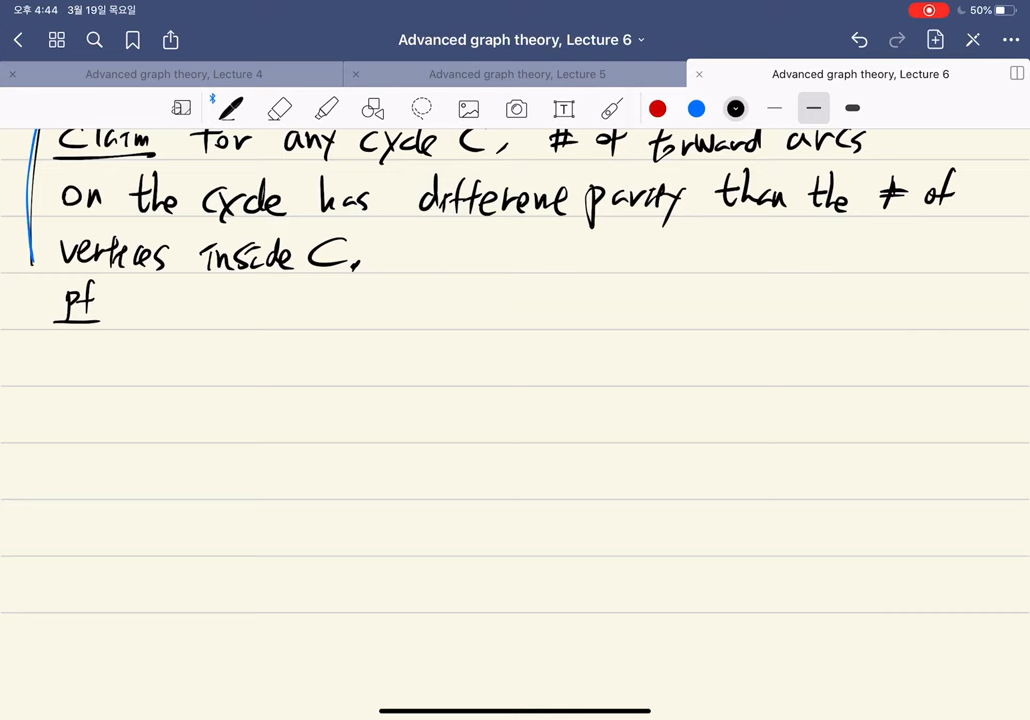 오후 4:44 3월 19일 목요일
50%
Advanced graph theory, Lecture 6
Advanced graph theory, Lecture 4
Advanced graph theory, Lecture 5
Advanced graph theory, Lecture 6
Claim For any cycle C, # of forward arcs
on the cycle has different parity than the # of
vertices inside C.
pf